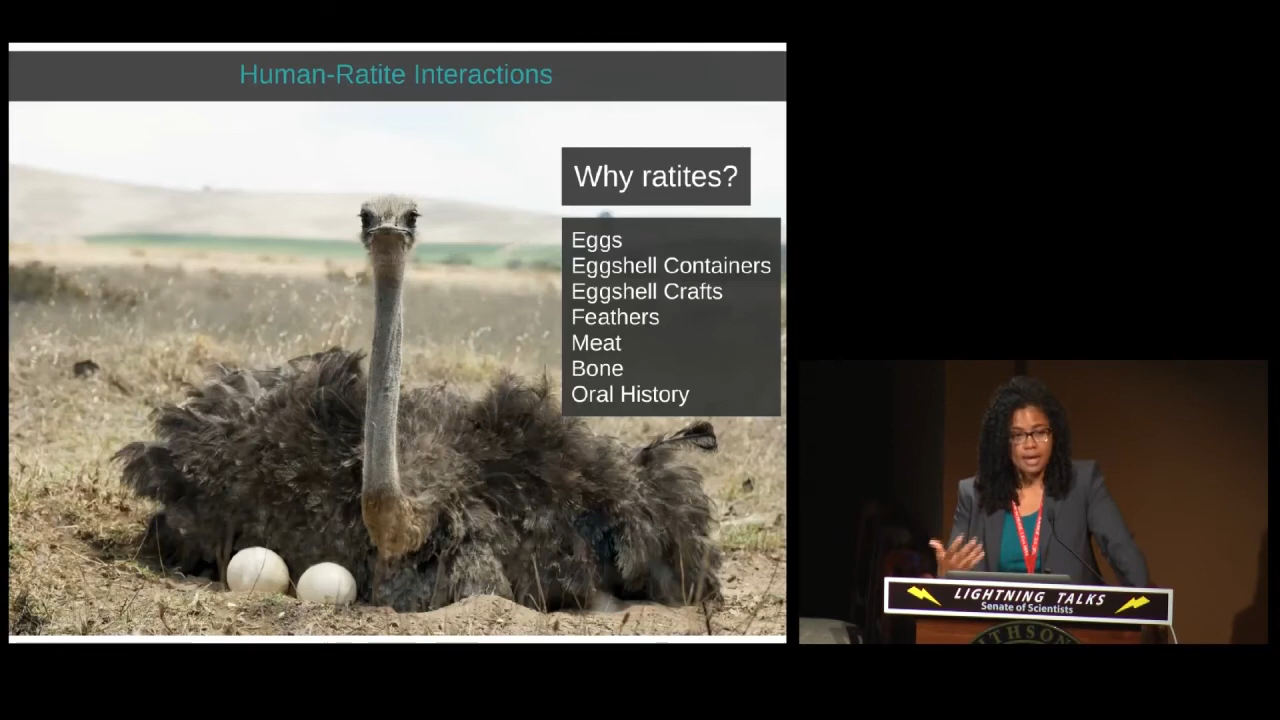 Human-Ratite Interactions
Why ratites?
Eggs
Eggshell Containers
Eggshell Crafts
Feathers
Meat
Bone
Oral History
LIGHTNING TALKS
Senate of Scientists
THSON